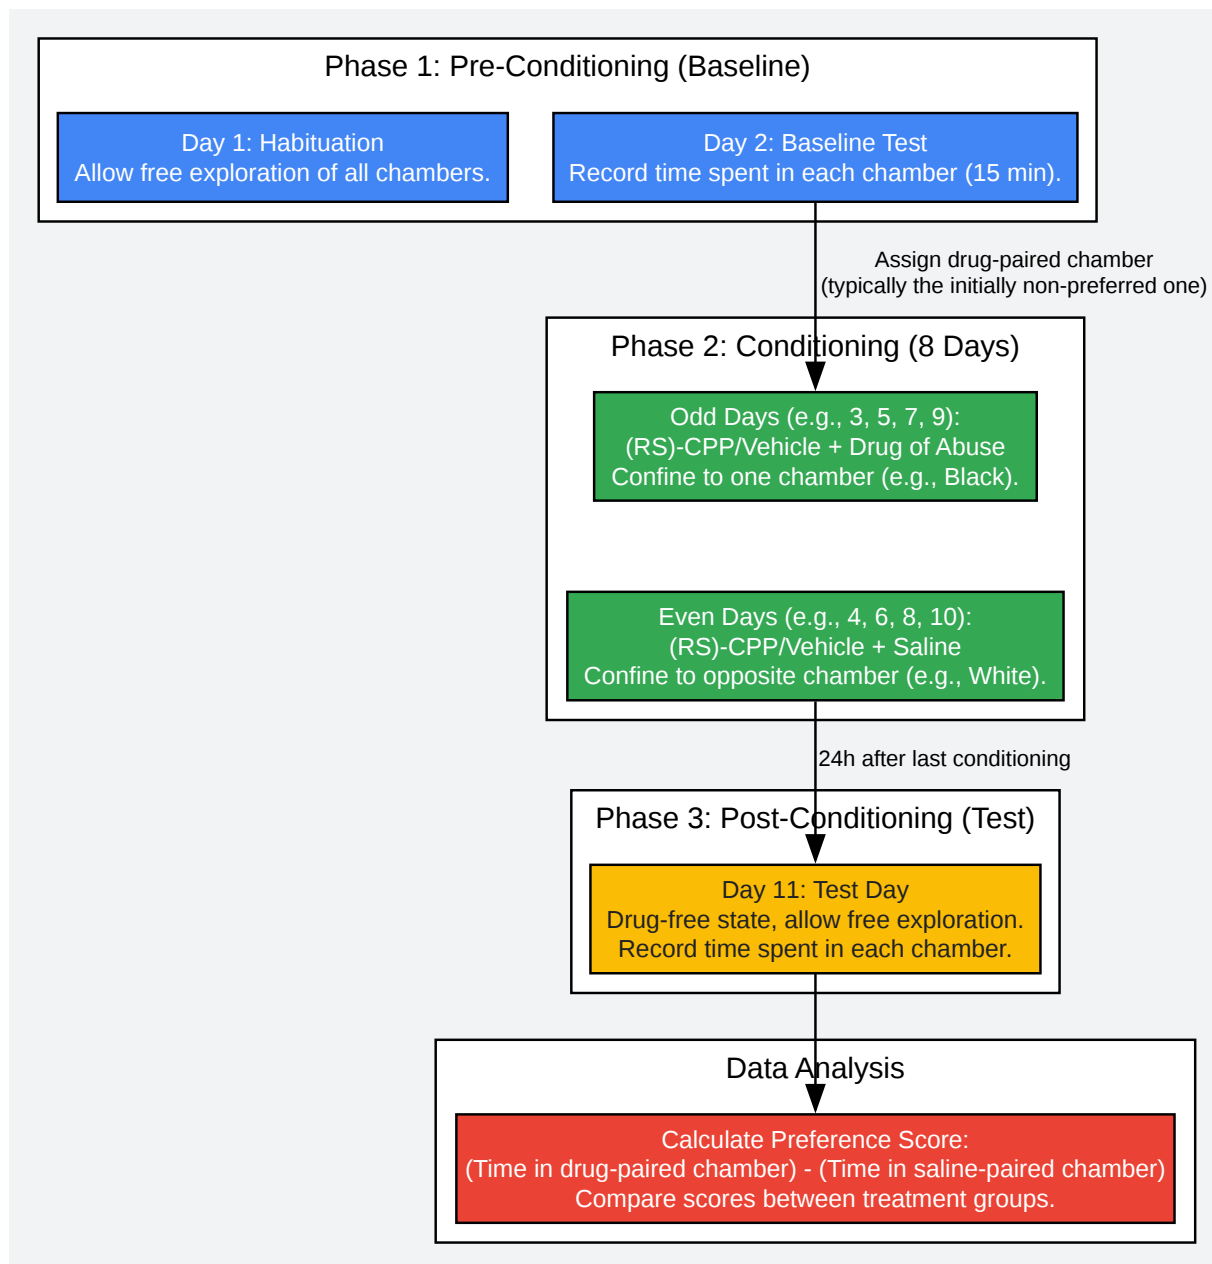 Phase 1: Pre-Conditioning (Baseline)
Day 1: Habituation
Allow free exploration of all chambers.
Day 2: Baseline Test
Record time spent in each chamber (15 min).
Assign drug-paired chamber
(typically the initially non-preferred one)
Phase 2: Conditioning (8 Days)
Odd Days (e.g., 3, 5, 7, 9):
(RS)-CPP/Vehicle + Drug of Abuse
Confine to one chamber (e.g., Black).
Even Days (e.g., 4, 6, 8, 10):
(RS)-CPP/Vehicle + Saline
Confine to opposite chamber (e.g., White).
24h after last conditioning
Phase 3: Post-Conditioning (Test)
Day 11: Test Day
Drug-free state, allow free exploration.
Record time spent in each chamber.
Data Analysis
Calculate Preference Score:
(Time in drug-paired chamber) - (Time in saline-paired chamber)
Compare scores between treatment groups.